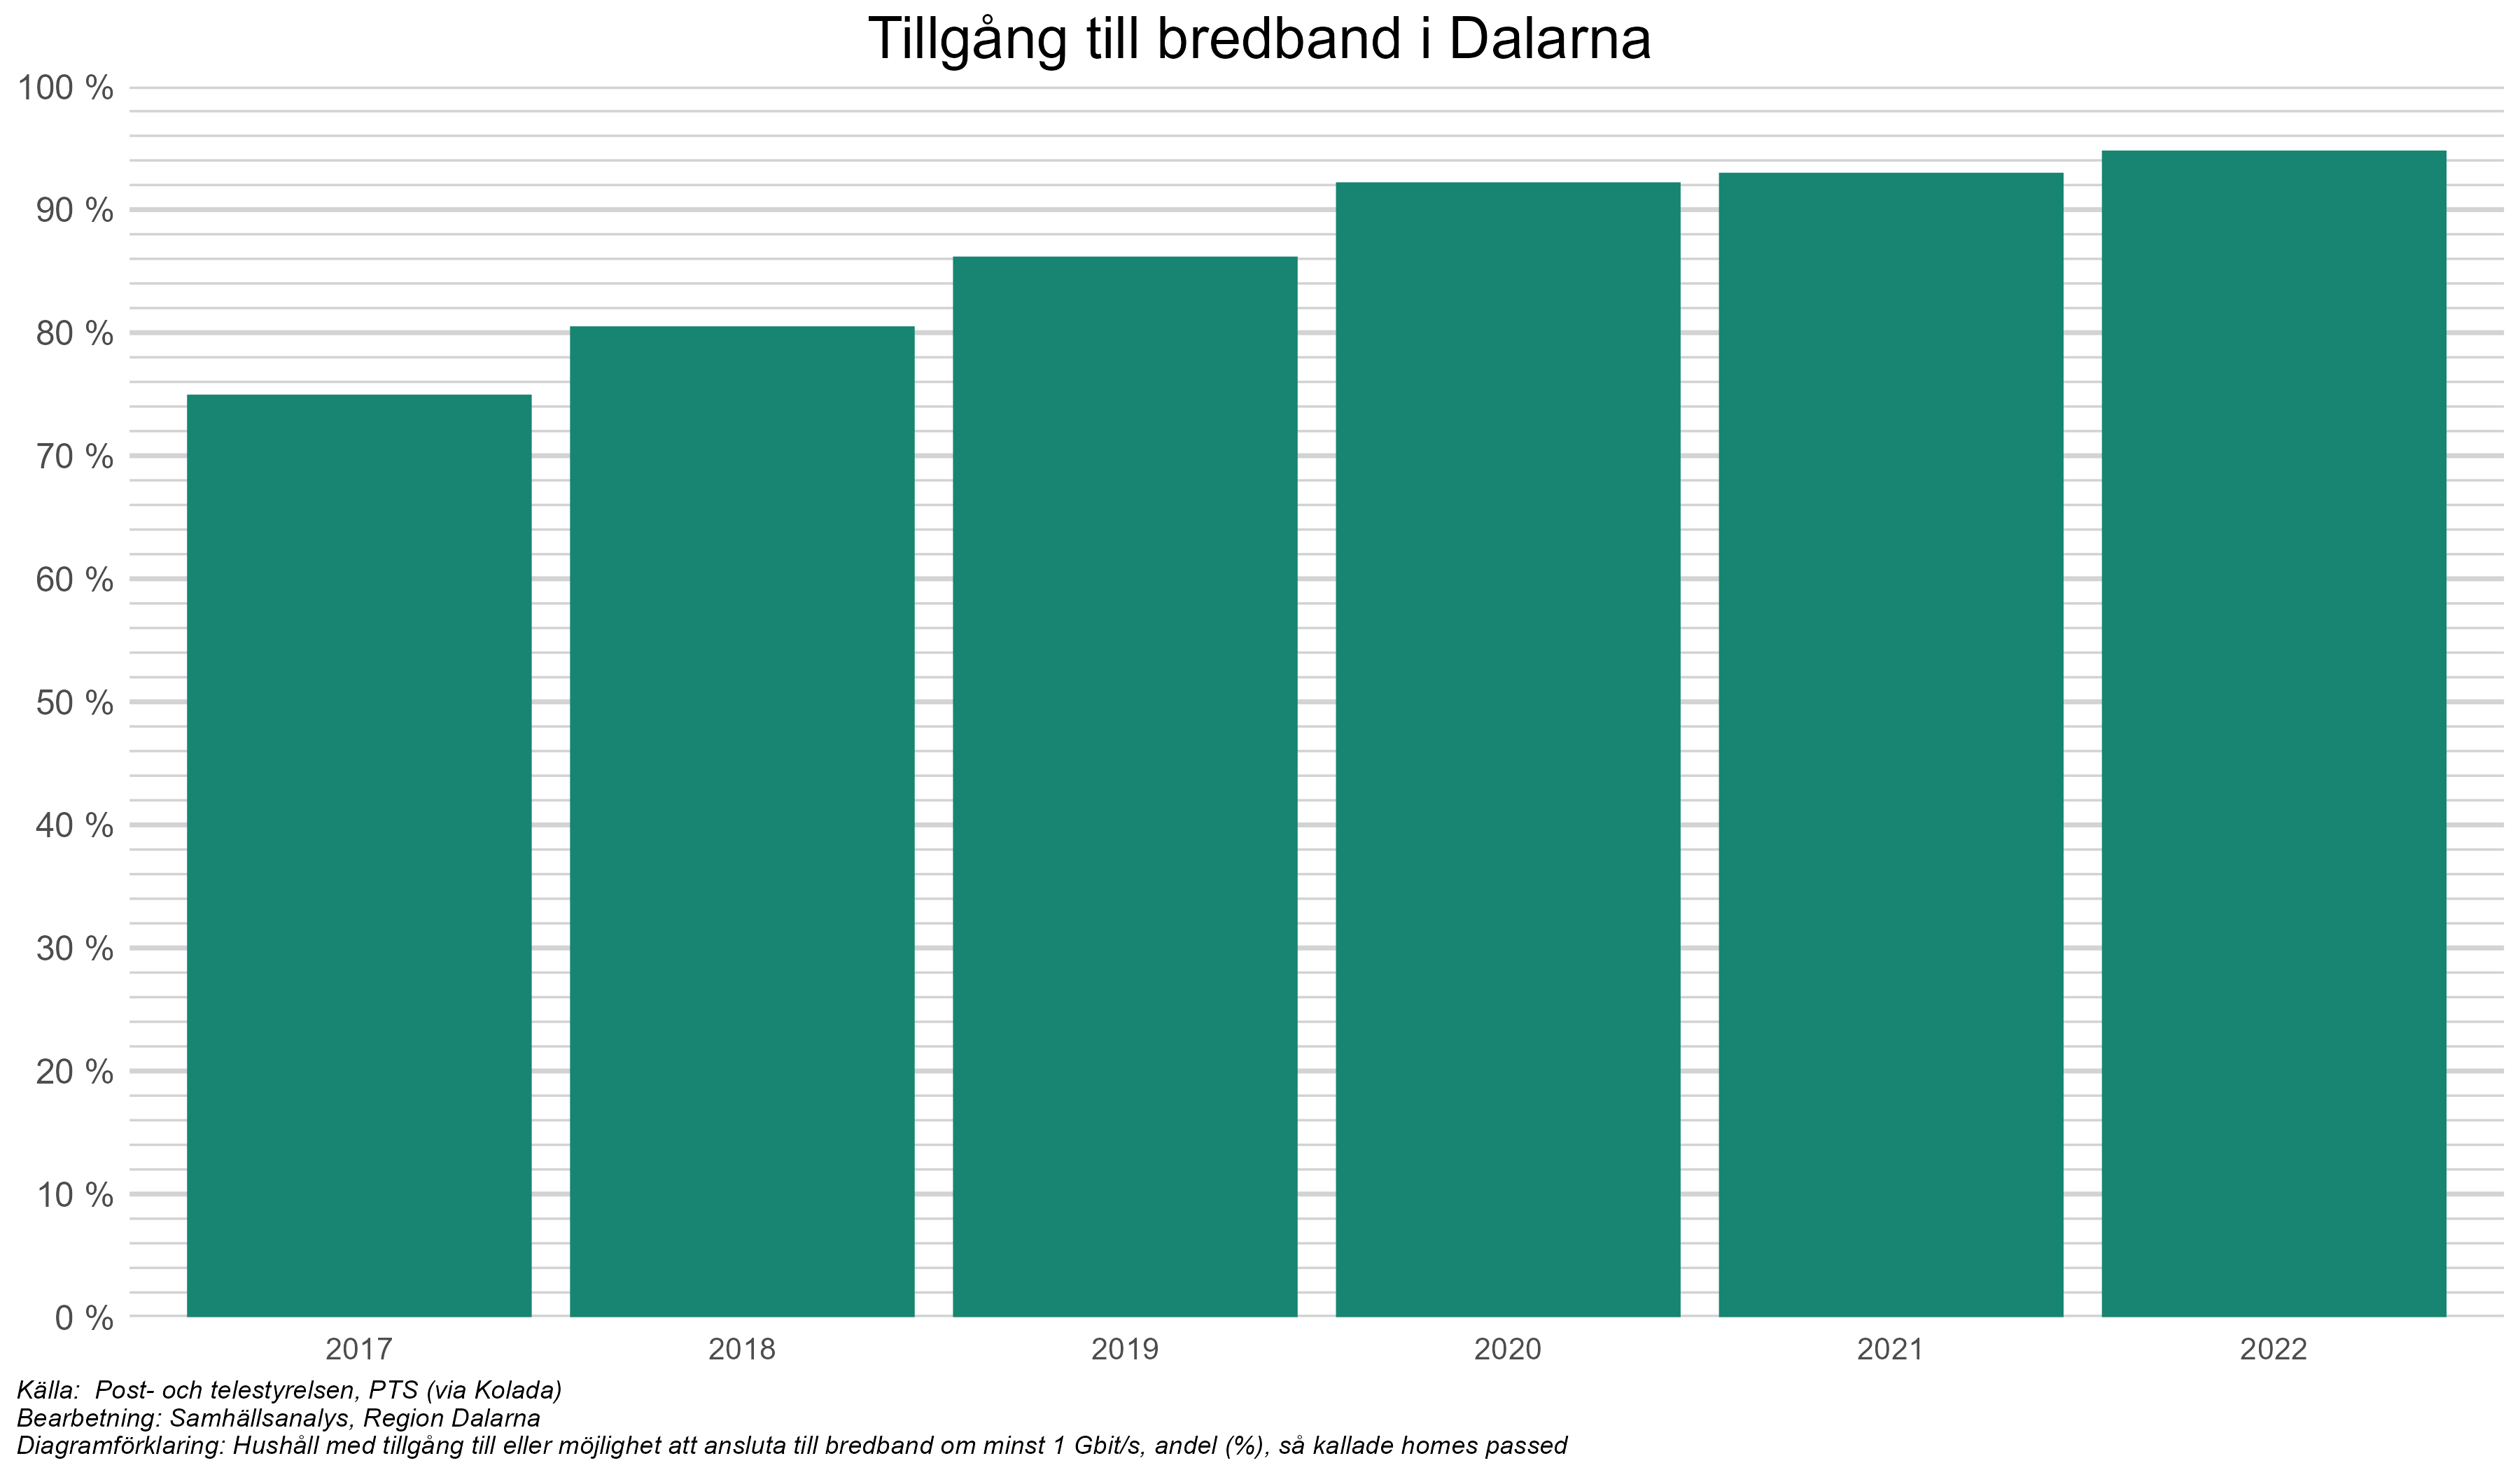 Tillgång till bredband i Dalarna
100 %
90 %
80 %
70 %
60 %
50 %
40 %
30 %
20 %
10 %
0 %
2017 2018 2019 2020 2021 2022
Källa:  Post- och telestyrelsen, PTS (via Kolada)
Bearbetning: Samhällsanalys, Region Dalarna
Diagramförklaring: Hushåll med tillgång till eller möjlighet att ansluta till bredband om minst 1 Gbit/s, andel (%), så kallade homes passed